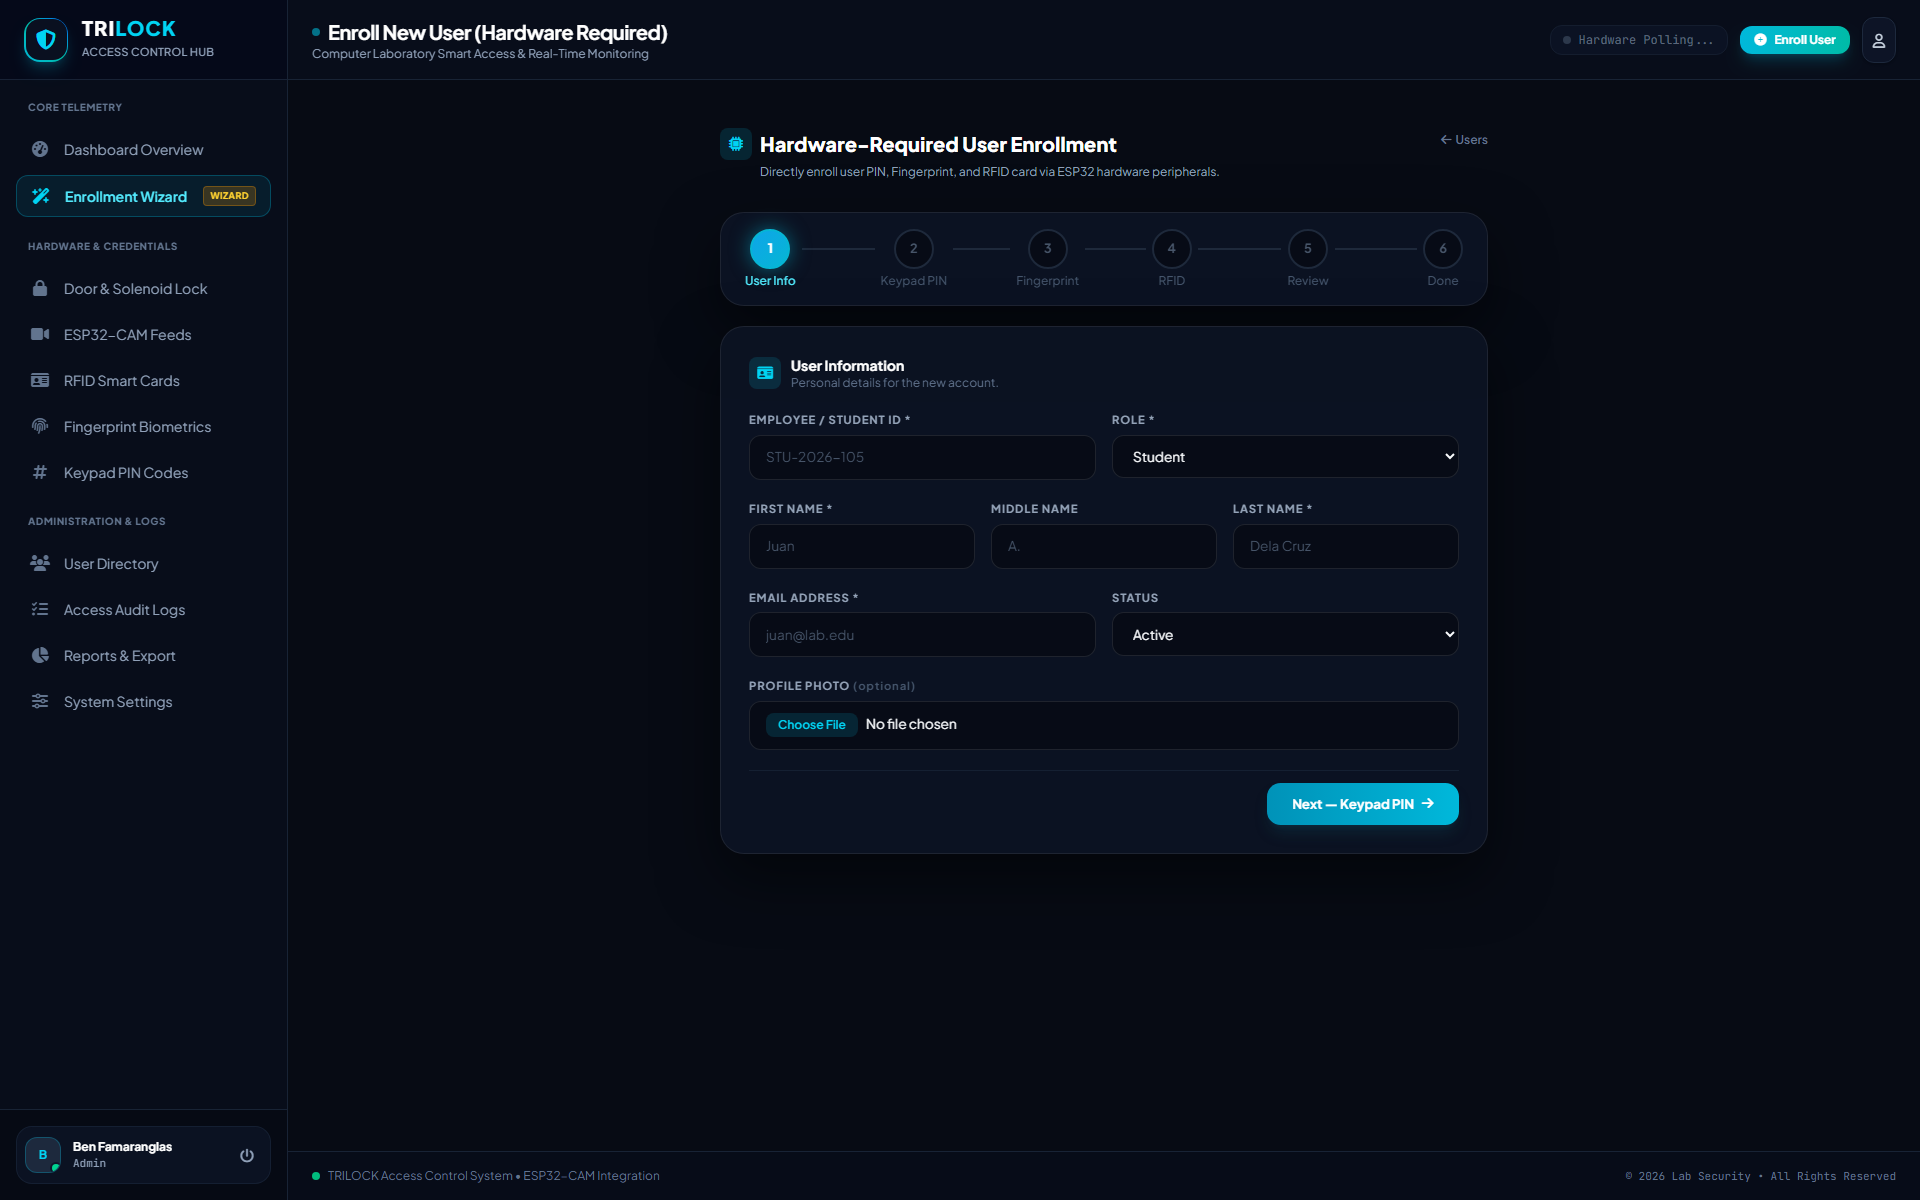 TRILOCK
ACCESS CONTROL HUB
CORE TELEMETRY
Dashboard Overview
Enrollment Wizard WIZARD
HARDWARE & CREDENTIALS
Door & Solenoid Lock
ESP32-CAM Feeds
RFID Smart Cards
Fingerprint Biometrics
Keypad PIN Codes
ADMINISTRATION & LOGS
User Directory
Access Audit Logs
Reports & Export
System Settings
B
Ben Famaranglas
Admin
Enroll New User (Hardware Required)
Computer Laboratory Smart Access & Real-Time Monitoring
Hardware Polling...
Enroll User
Hardware-Required User Enrollment
Directly enroll user PIN, Fingerprint, and RFID card via ESP32 hardware peripherals.
← Users
1 2 3 4 5 6
User Info Keypad PIN Fingerprint RFID Review Done
User Information
Personal details for the new account.
EMPLOYEE / STUDENT ID * ROLE *
STU-2026-105 Student
FIRST NAME * MIDDLE NAME LAST NAME *
Juan A. Dela Cruz
EMAIL ADDRESS * STATUS
juan@lab.edu Active
PROFILE PHOTO (optional)
Choose File No file chosen
Next — Keypad PIN →
TRILOCK Access Control System • ESP32-CAM Integration
© 2026 Lab Security • All Rights Reserved